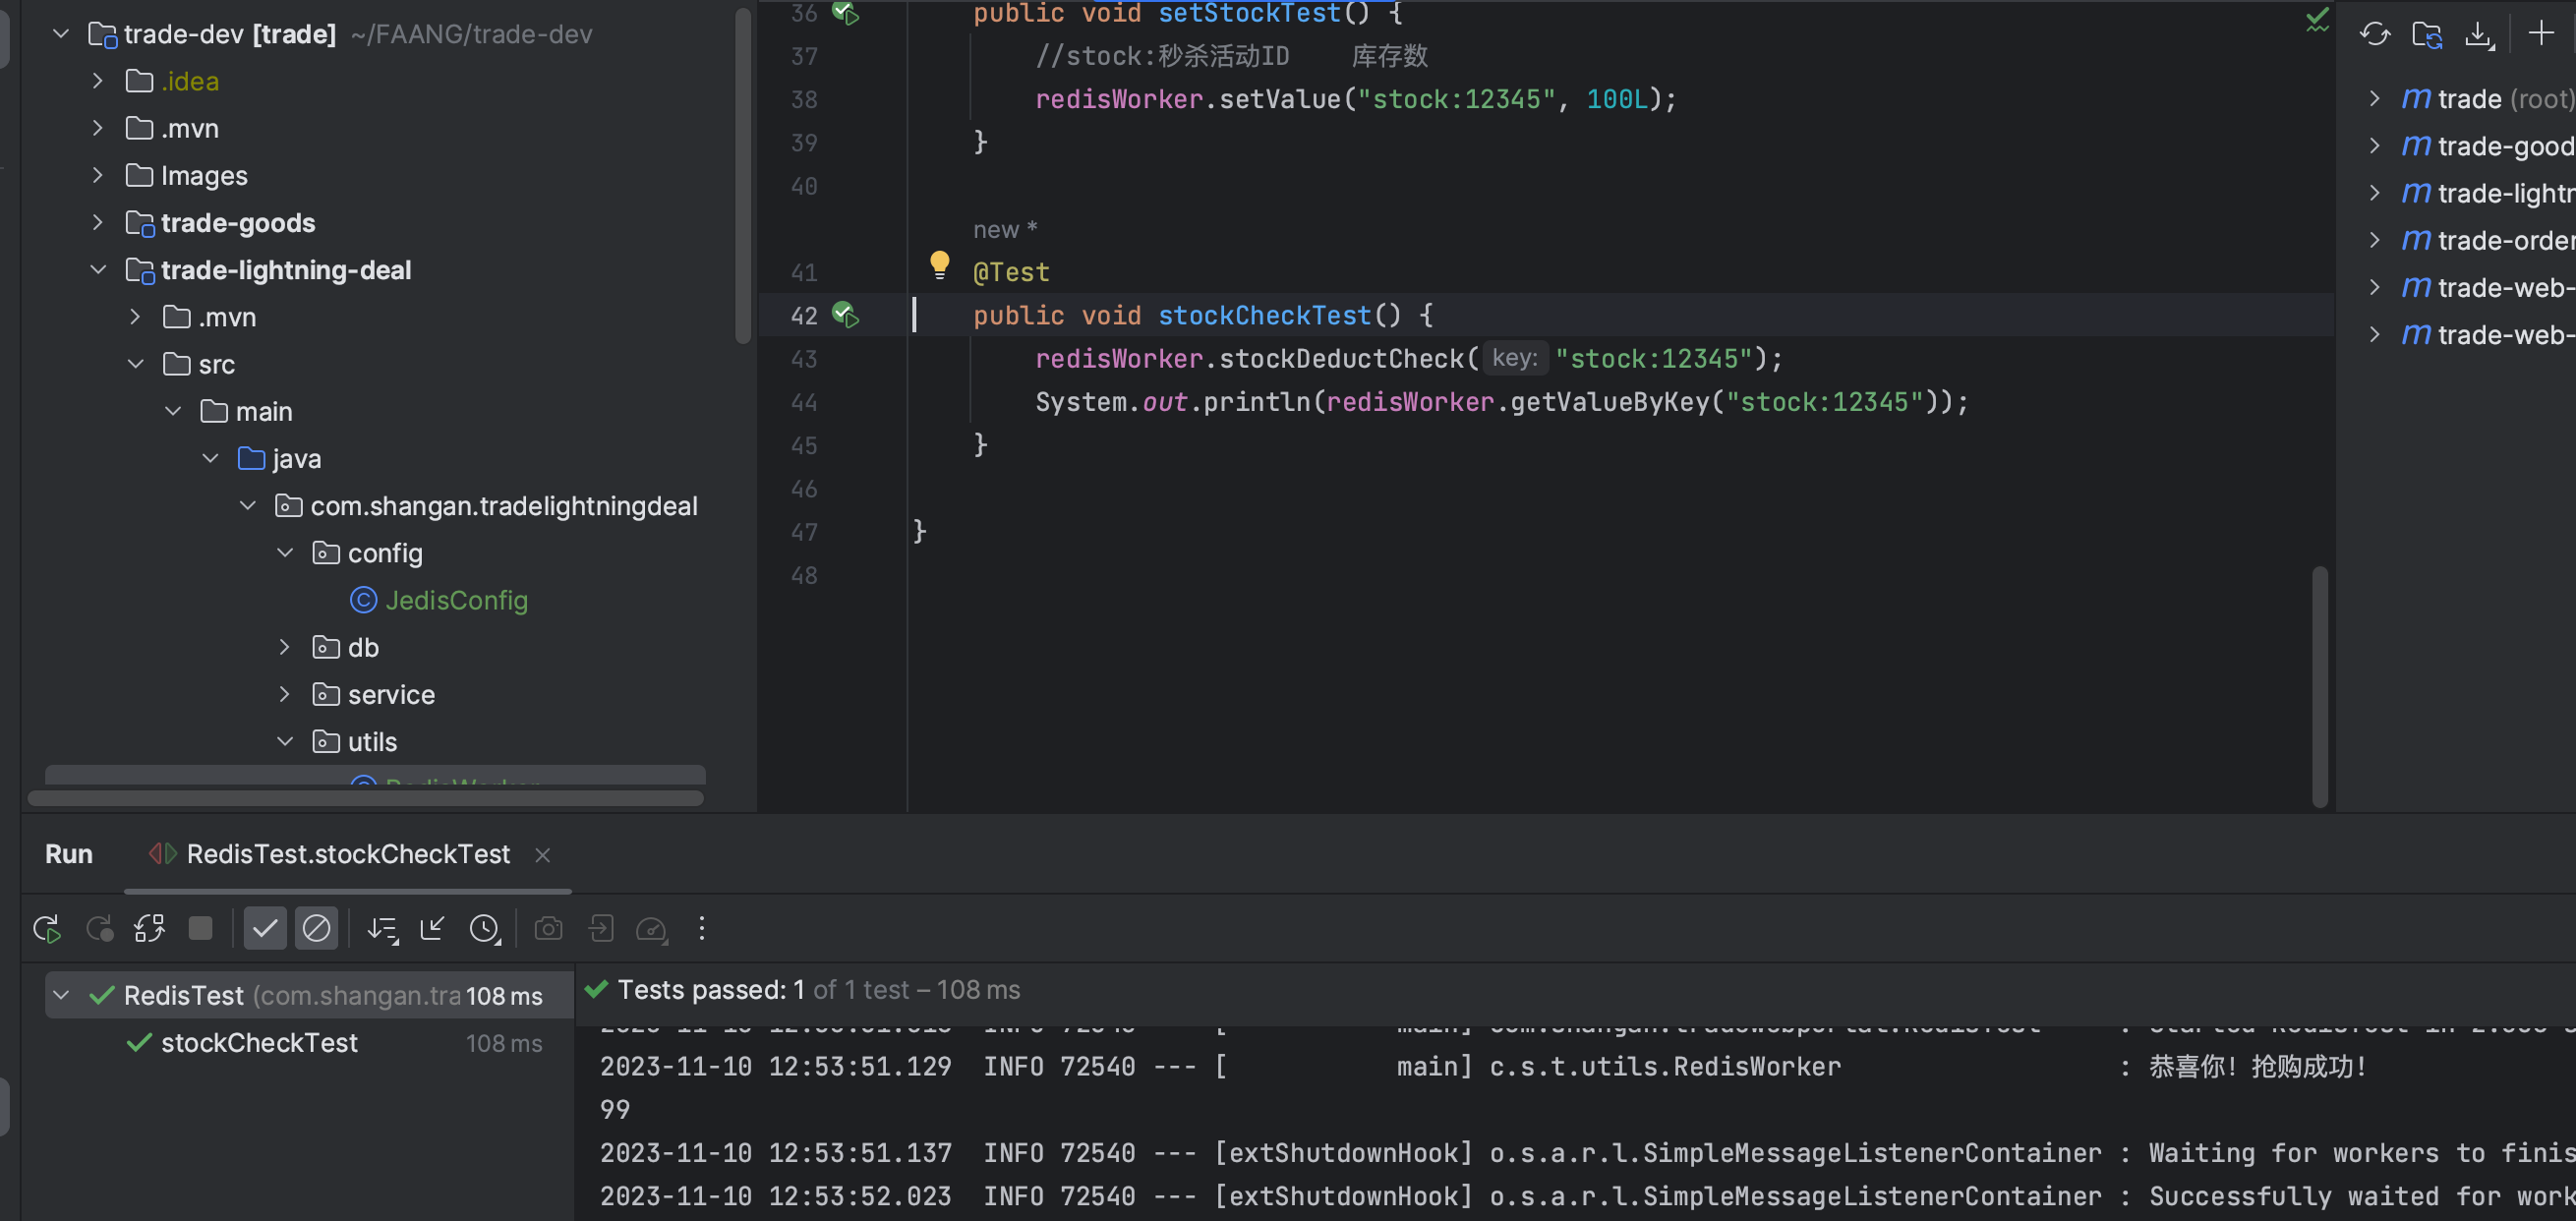 trade-dev [trade] ~/FAANG/trade-dev
.idea
.mvn
Images
trade-goods
trade-lightning-deal
.mvn
src
main
java
com.shangan.tradelightningdeal
config
JedisConfig
db
service
utils
36 public void setStockTest() {
37 //stock:秒杀活动ID 库存数
38 redisWorker.setValue("stock:12345", 100L);
39 }
40
new *
41 @Test
42 public void stockCheckTest() {
43 redisWorker.stockDeductCheck( key: "stock:12345");
44 System.out.println(redisWorker.getValueByKey("stock:12345"));
45 }
46
47 }
48
m trade (root)
m trade-good
m trade-lightn
m trade-order
m trade-web-
m trade-web-
Run RedisTest.stockCheckTest
RedisTest (com.shangan.tra 108 ms
stockCheckTest 108 ms
Tests passed: 1 of 1 test – 108 ms
2023-11-10 12:53:51.129 INFO 72540 --- [ main] c.s.t.utils.RedisWorker : 恭喜你！抢购成功！
99
2023-11-10 12:53:51.137 INFO 72540 --- [extShutdownHook] o.s.a.r.l.SimpleMessageListenerContainer : Waiting for workers to finis
2023-11-10 12:53:52.023 INFO 72540 --- [extShutdownHook] o.s.a.r.l.SimpleMessageListenerContainer : Successfully waited for work